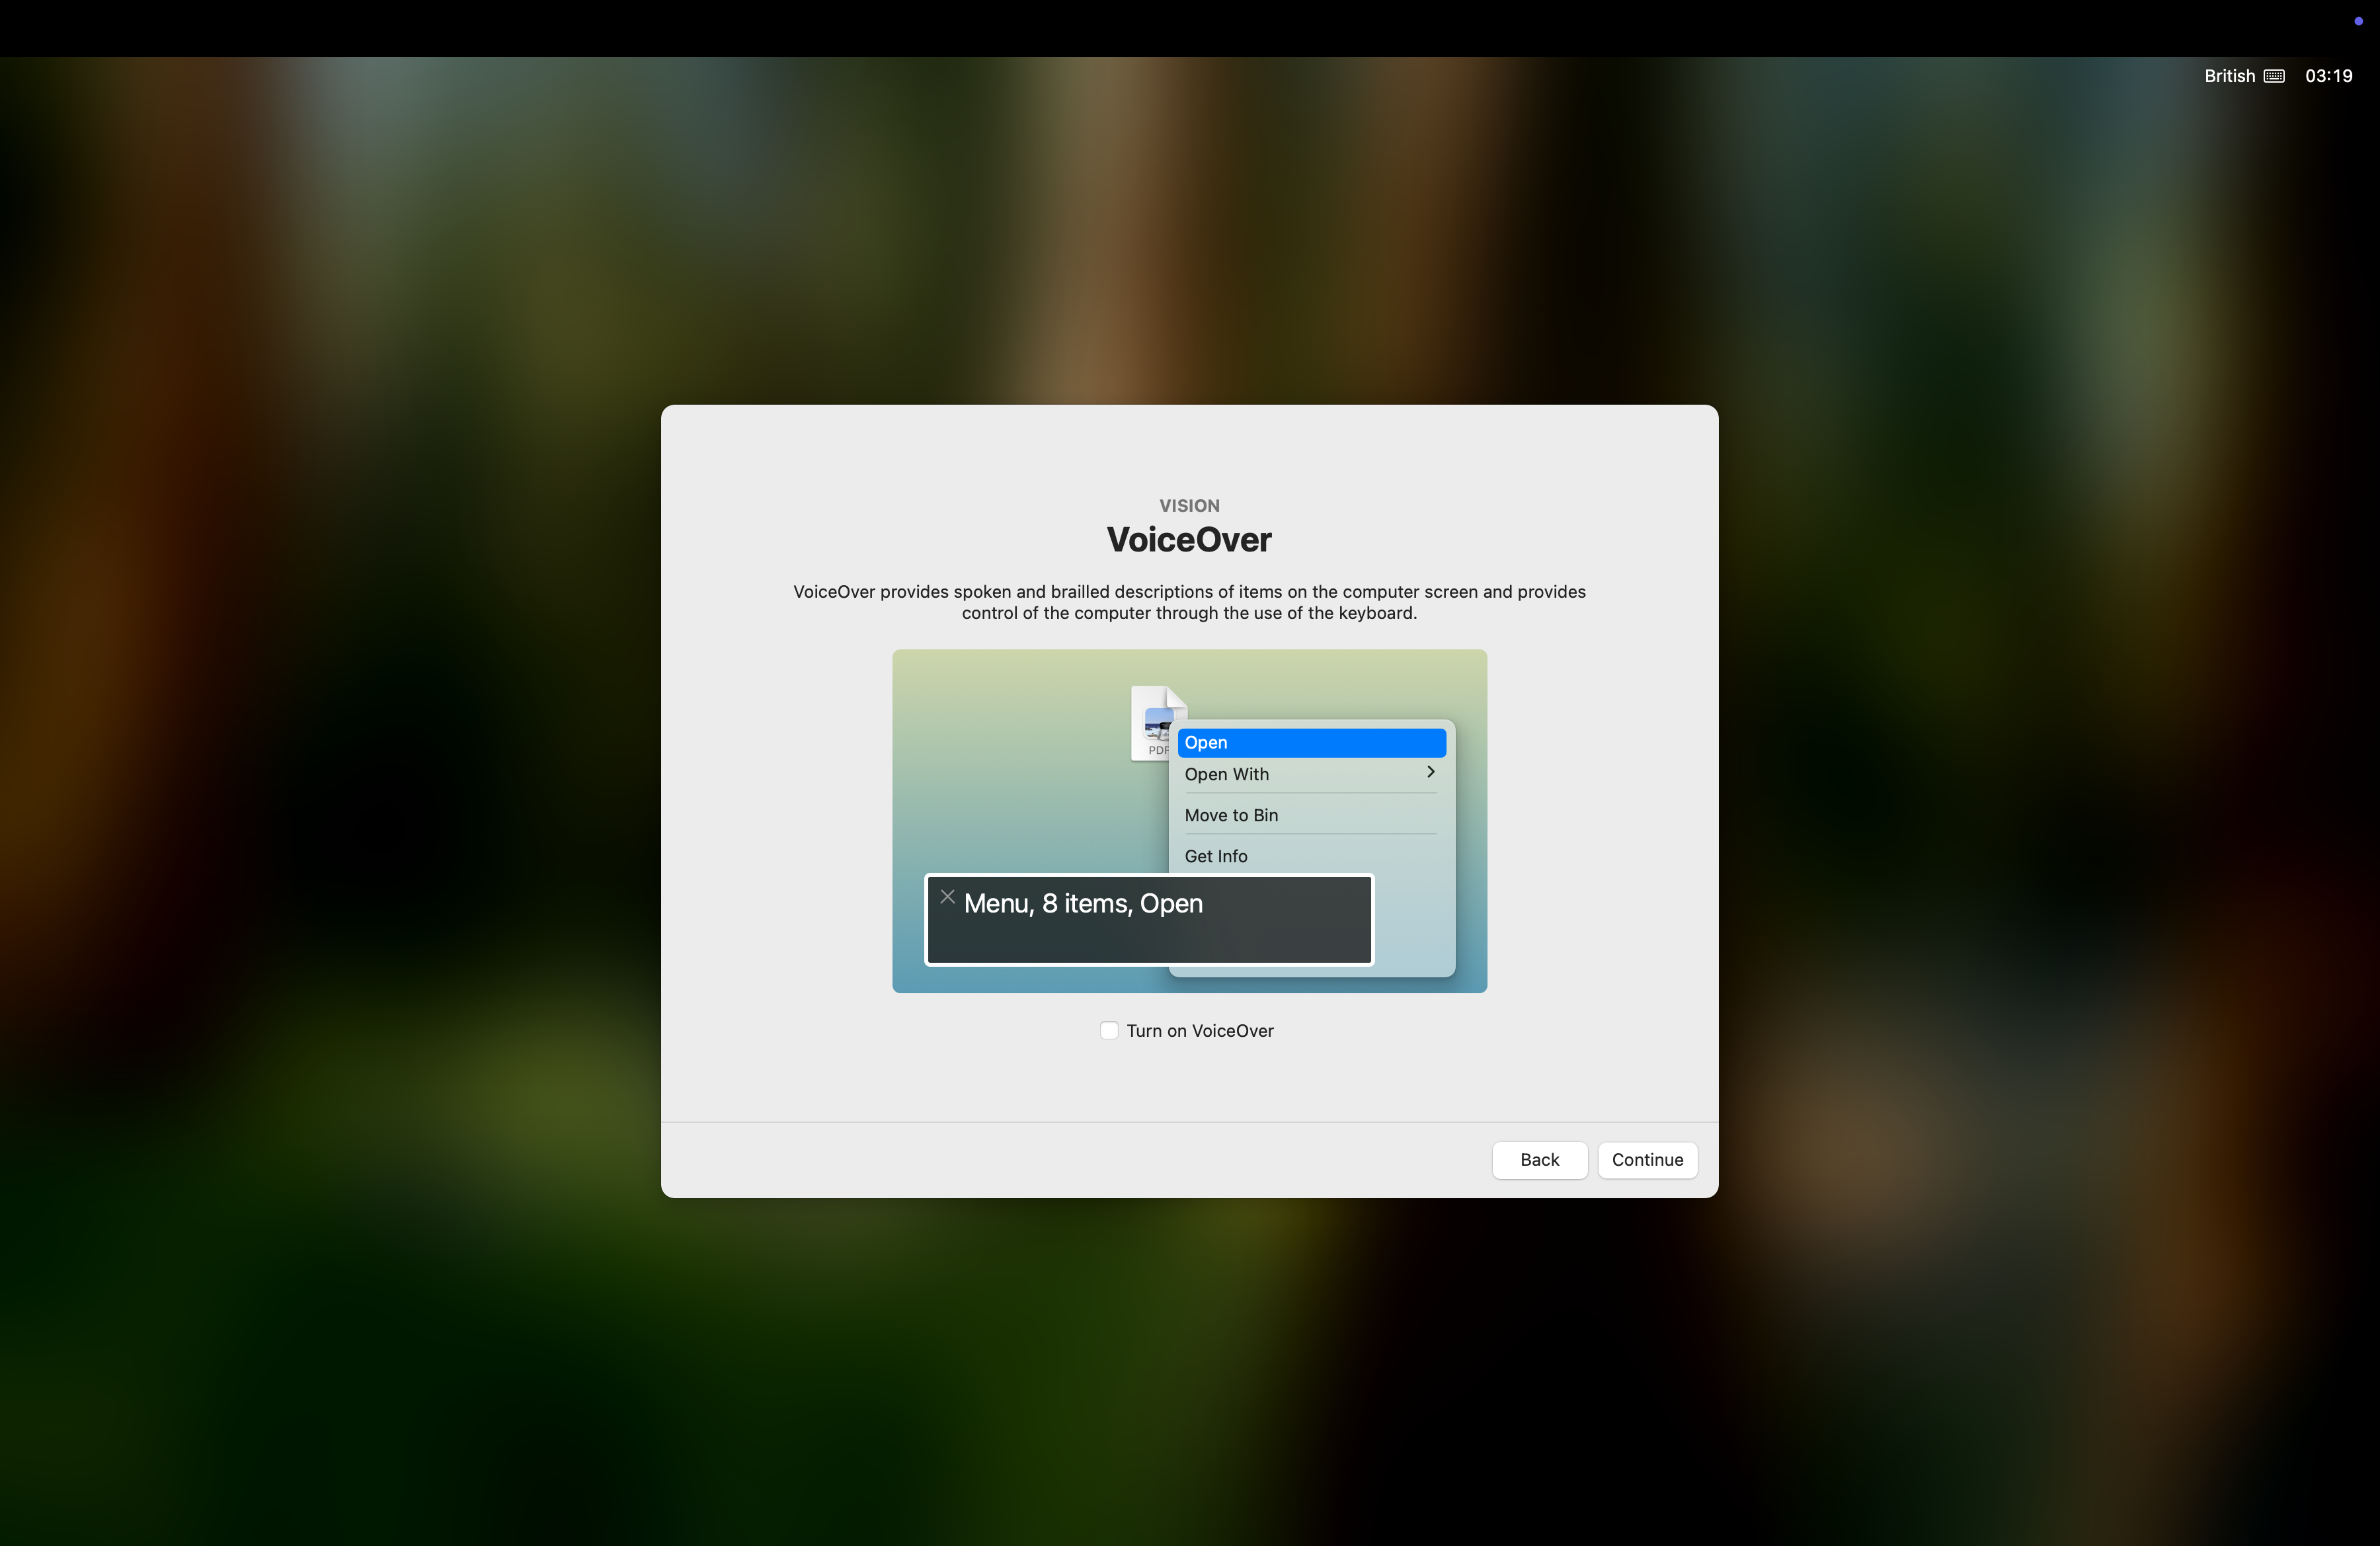 British 03:19
VISION
VoiceOver
VoiceOver provides spoken and brailled descriptions of items on the computer screen and provides
control of the computer through the use of the keyboard.
PDF
Open
Open With
Move to Bin
Get Info
Menu, 8 items, Open
Turn on VoiceOver
Back Continue